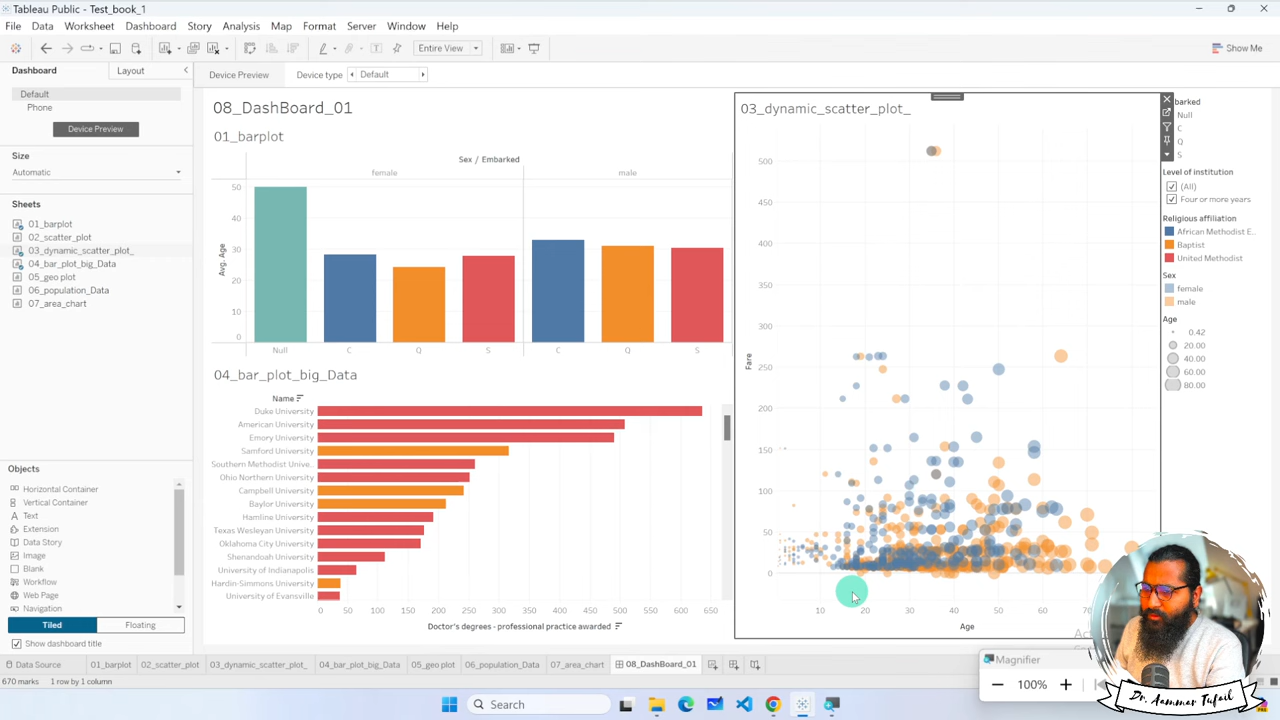 Tableau Public - Test_book_1
File Data Worksheet Dashboard Story Analysis Map Format Server Window Help
Entire View
Show Me
Dashboard Layout
Default
Phone
Device Preview
Size
Automatic
Sheets
01_barplot
02_scatter_plot
03_dynamic_scatter_plot_
04_bar_plot_big_Data
05_geo plot
06_population_Data
07_area_chart
Objects
Horizontal Container
Vertical Container
Text
Extension
Data Story
Image
Blank
Workflow
Web Page
Navigation
Tiled Floating
Show dashboard title
Device Preview Device type Default
08_DashBoard_01
01_barplot
Sex / Embarked
female male
Avg. Age
50
40
30
20
10
0
Null C Q S C Q S
04_bar_plot_big_Data
Name
Duke University
American University
Emory University
Samford University
Southern Methodist Unive..
Ohio Northern University
Campbell University
Baylor University
Hamline University
Texas Wesleyan University
Oklahoma City University
Shenandoah University
University of Indianapolis
Hardin-Simmons University
University of Evansville
0 50 100 150 200 250 300 350 400 450 500 550 600 650
Doctor's degrees - professional practice awarded
03_dynamic_scatter_plot_
Fare
500
450
400
350
300
250
200
150
100
50
0
10 20 30 40 50 60 70
Age
barked
Null
C
Q
S
Level of institution
(All)
Four or more years
Religious affiliation
African Methodist E..
Baptist
United Methodist
Sex
female
male
Age
0.42
20.00
40.00
60.00
80.00
Data Source 01_barplot 02_scatter_plot 04_bar_plot_big_Data 05_geo plot 06_population_Data 07_area_chart 08_DashBoard_01
670 marks 1 row by 1 column
Magnifier
100%
Search
Dr. Aammar Tufail